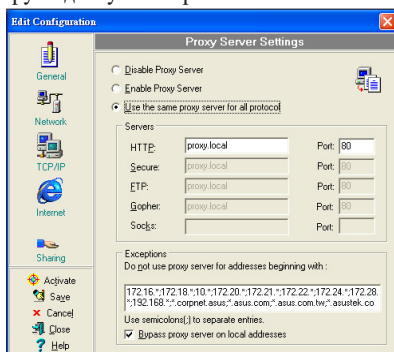 Edit Configuration
Proxy Server Settings
General
Network
TCP/IP
Internet
Sharing
Activate
Save
Cancel
Close
Help
Disable Proxy Server
Enable Proxy Server
Use the same proxy server for all protocol
Servers
HTTP: proxy.local Port: 80
Secure: proxy.local Port: 80
FTP: proxy.local Port: 80
Gopher: proxy.local Port: 80
Socks: Port:
Exceptions
Do not use proxy server for addresses beginning with :
172.16.*;172.18.*;10.*;172.20.*;172.21.*;172.22.*;172.24.*;172.28.
*;192.168.*;*.corpnet.asus;*.asus.com;*.asus.com.tw;*.asustek.co
Use semicolons(;) to separate entries.
Bypass proxy server on local addresses